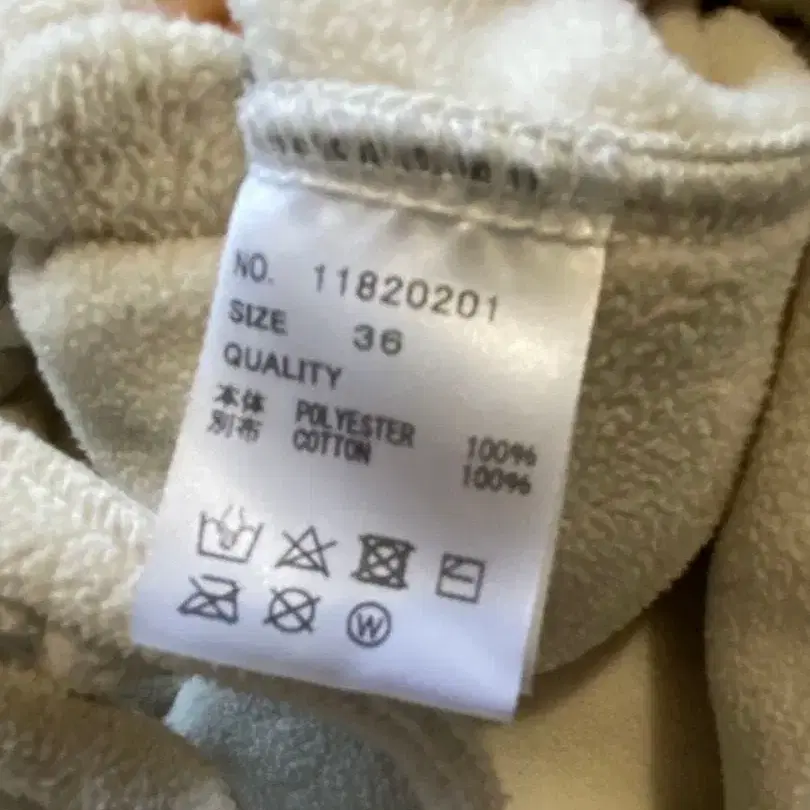 NO. 11820201
SIZE 36
QUALITY
本体 POLYESTER 100%
別布 COTTON 100%
W